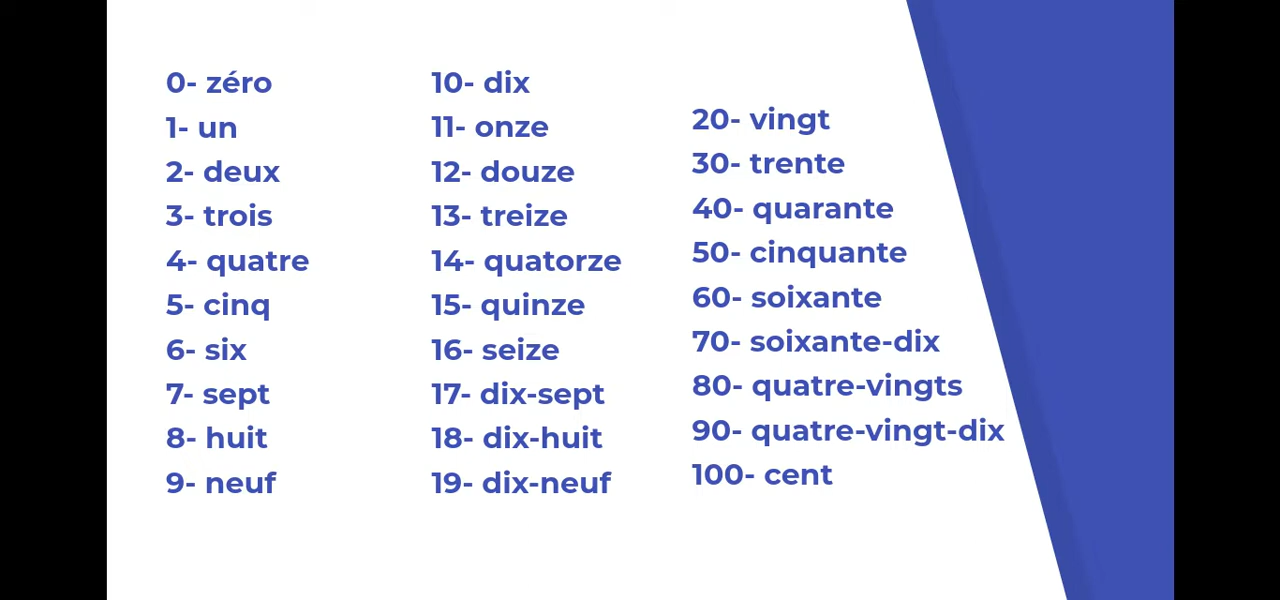 0- zéro
1- un
2- deux
3- trois
4- quatre
5- cinq
6- six
7- sept
8- huit
9- neuf
10- dix
11- onze
12- douze
13- treize
14- quatorze
15- quinze
16- seize
17- dix-sept
18- dix-huit
19- dix-neuf
20- vingt
30- trente
40- quarante
50- cinquante
60- soixante
70- soixante-dix
80- quatre-vingts
90- quatre-vingt-dix
100- cent